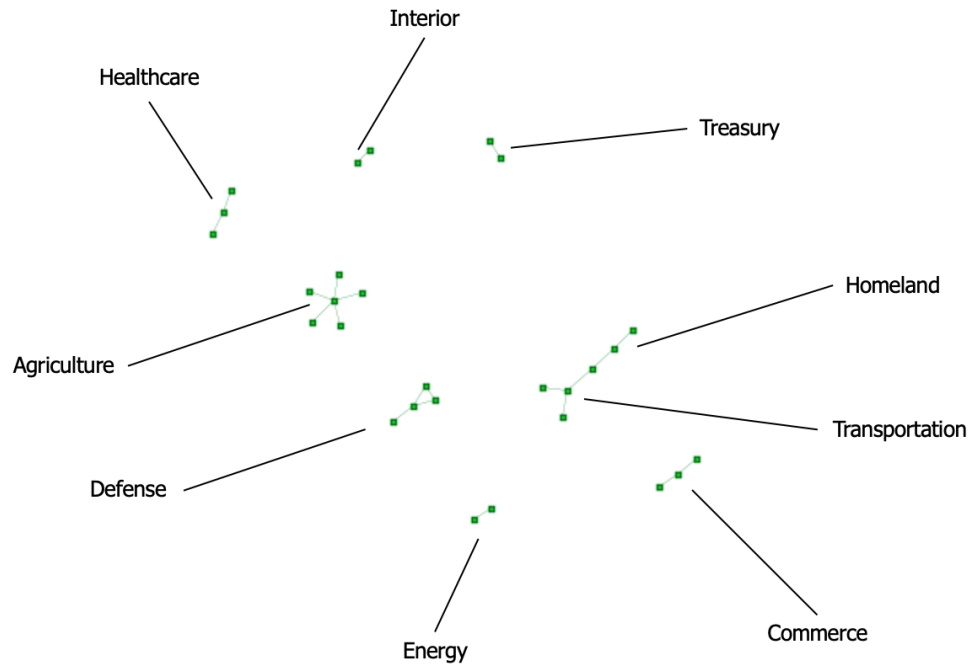 Interior
Healthcare
Treasury
Homeland
Agriculture
Transportation
Defense
Commerce
Energy